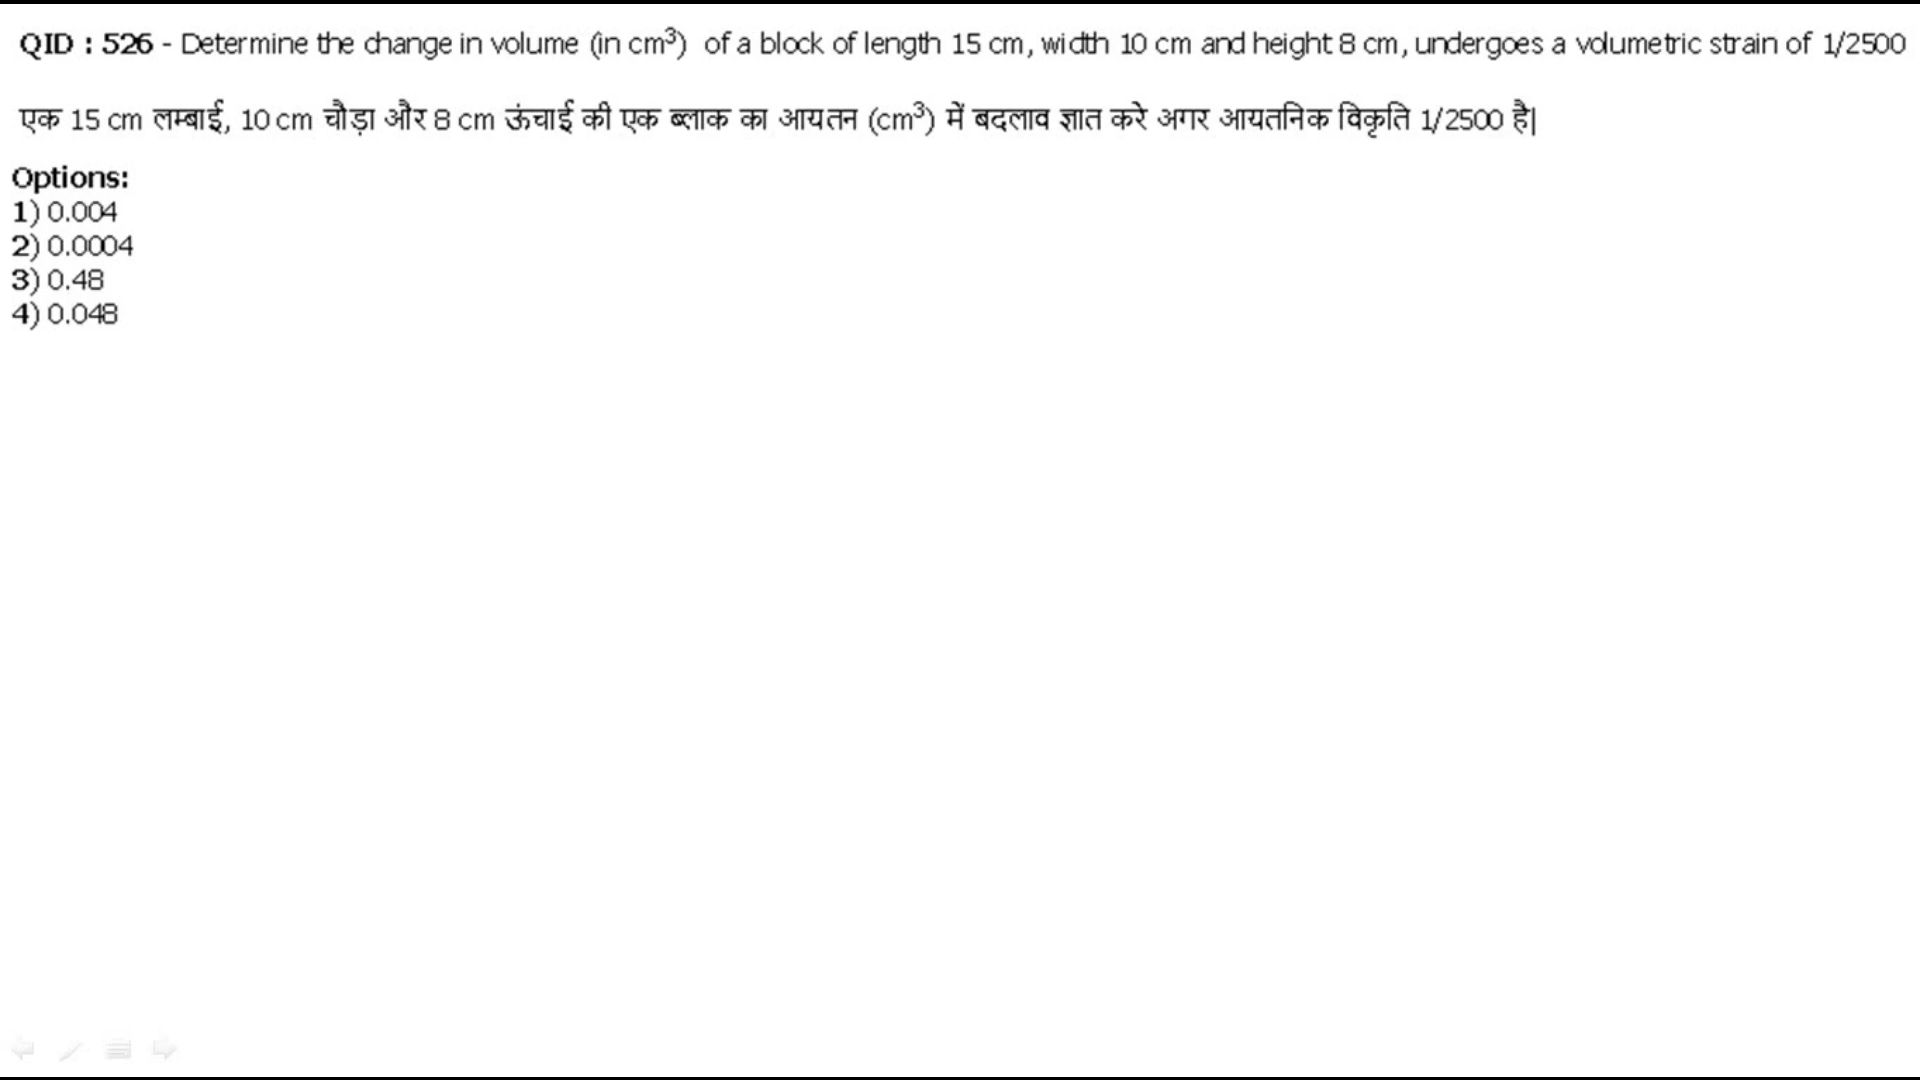 QID : 526 - Determine the change in volume (in cm³) of a block of length 15 cm, width 10 cm and height 8 cm, undergoes a volumetric strain of 1/2500
एक 15 cm लम्बाई, 10 cm चौड़ा और 8 cm ऊंचाई की एक ब्लाक का आयतन (cm³) में बदलाव ज्ञात करे अगर आयतनिक विकृति 1/2500 है|
Options:
1) 0.004
2) 0.0004
3) 0.48
4) 0.048